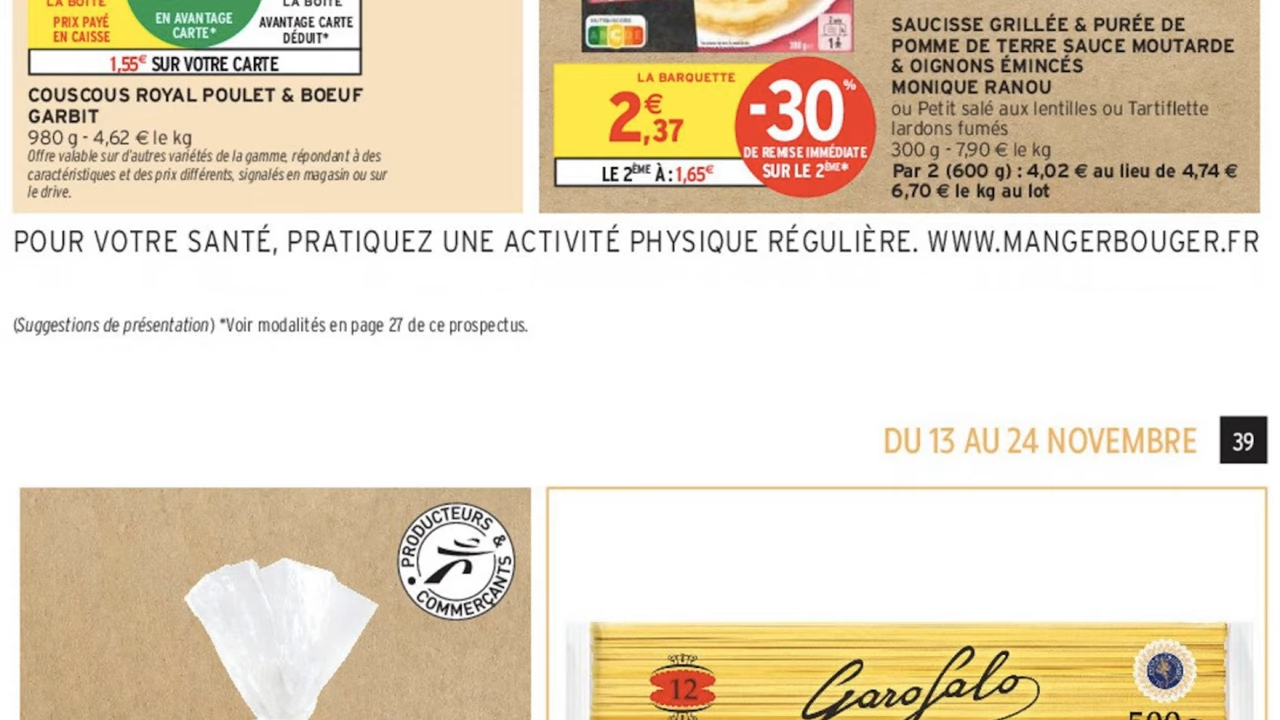 LA BOITE
PRIX PAYÉ
EN CAISSE
EN AVANTAGE
CARTE*
LA BOITE
AVANTAGE CARTE
DÉDUIT*
1,55€ SUR VOTRE CARTE
COUSCOUS ROYAL POULET & BOEUF
GARBIT
980 g - 4,62 € le kg
Offre valable sur d'autres variétés de la gamme, répondant à des
caractéristiques et des prix différents, signalés en magasin ou sur
le drive.
LA BARQUETTE
2€,37
-30%
DE REMISE IMMÉDIATE
SUR LE 2ÈME*
LE 2ÈME À : 1,65€
SAUCISSE GRILLÉE & PURÉE DE
POMME DE TERRE SAUCE MOUTARDE
& OIGNONS ÉMINCÉS
MONIQUE RANOU
ou Petit salé aux lentilles ou Tartiflette
lardons fumés
300 g - 7,90 € le kg
Par 2 (600 g) : 4,02 € au lieu de 4,74 €
6,70 € le kg au lot
POUR VOTRE SANTÉ, PRATIQUEZ UNE ACTIVITÉ PHYSIQUE RÉGULIÈRE. WWW.MANGERBOUGER.FR
(Suggestions de présentation) *Voir modalités en page 27 de ce prospectus.
DU 13 AU 24 NOVEMBRE 39
PRODUCTEURS & COMMERÇANTS
12
Garofalo
500g